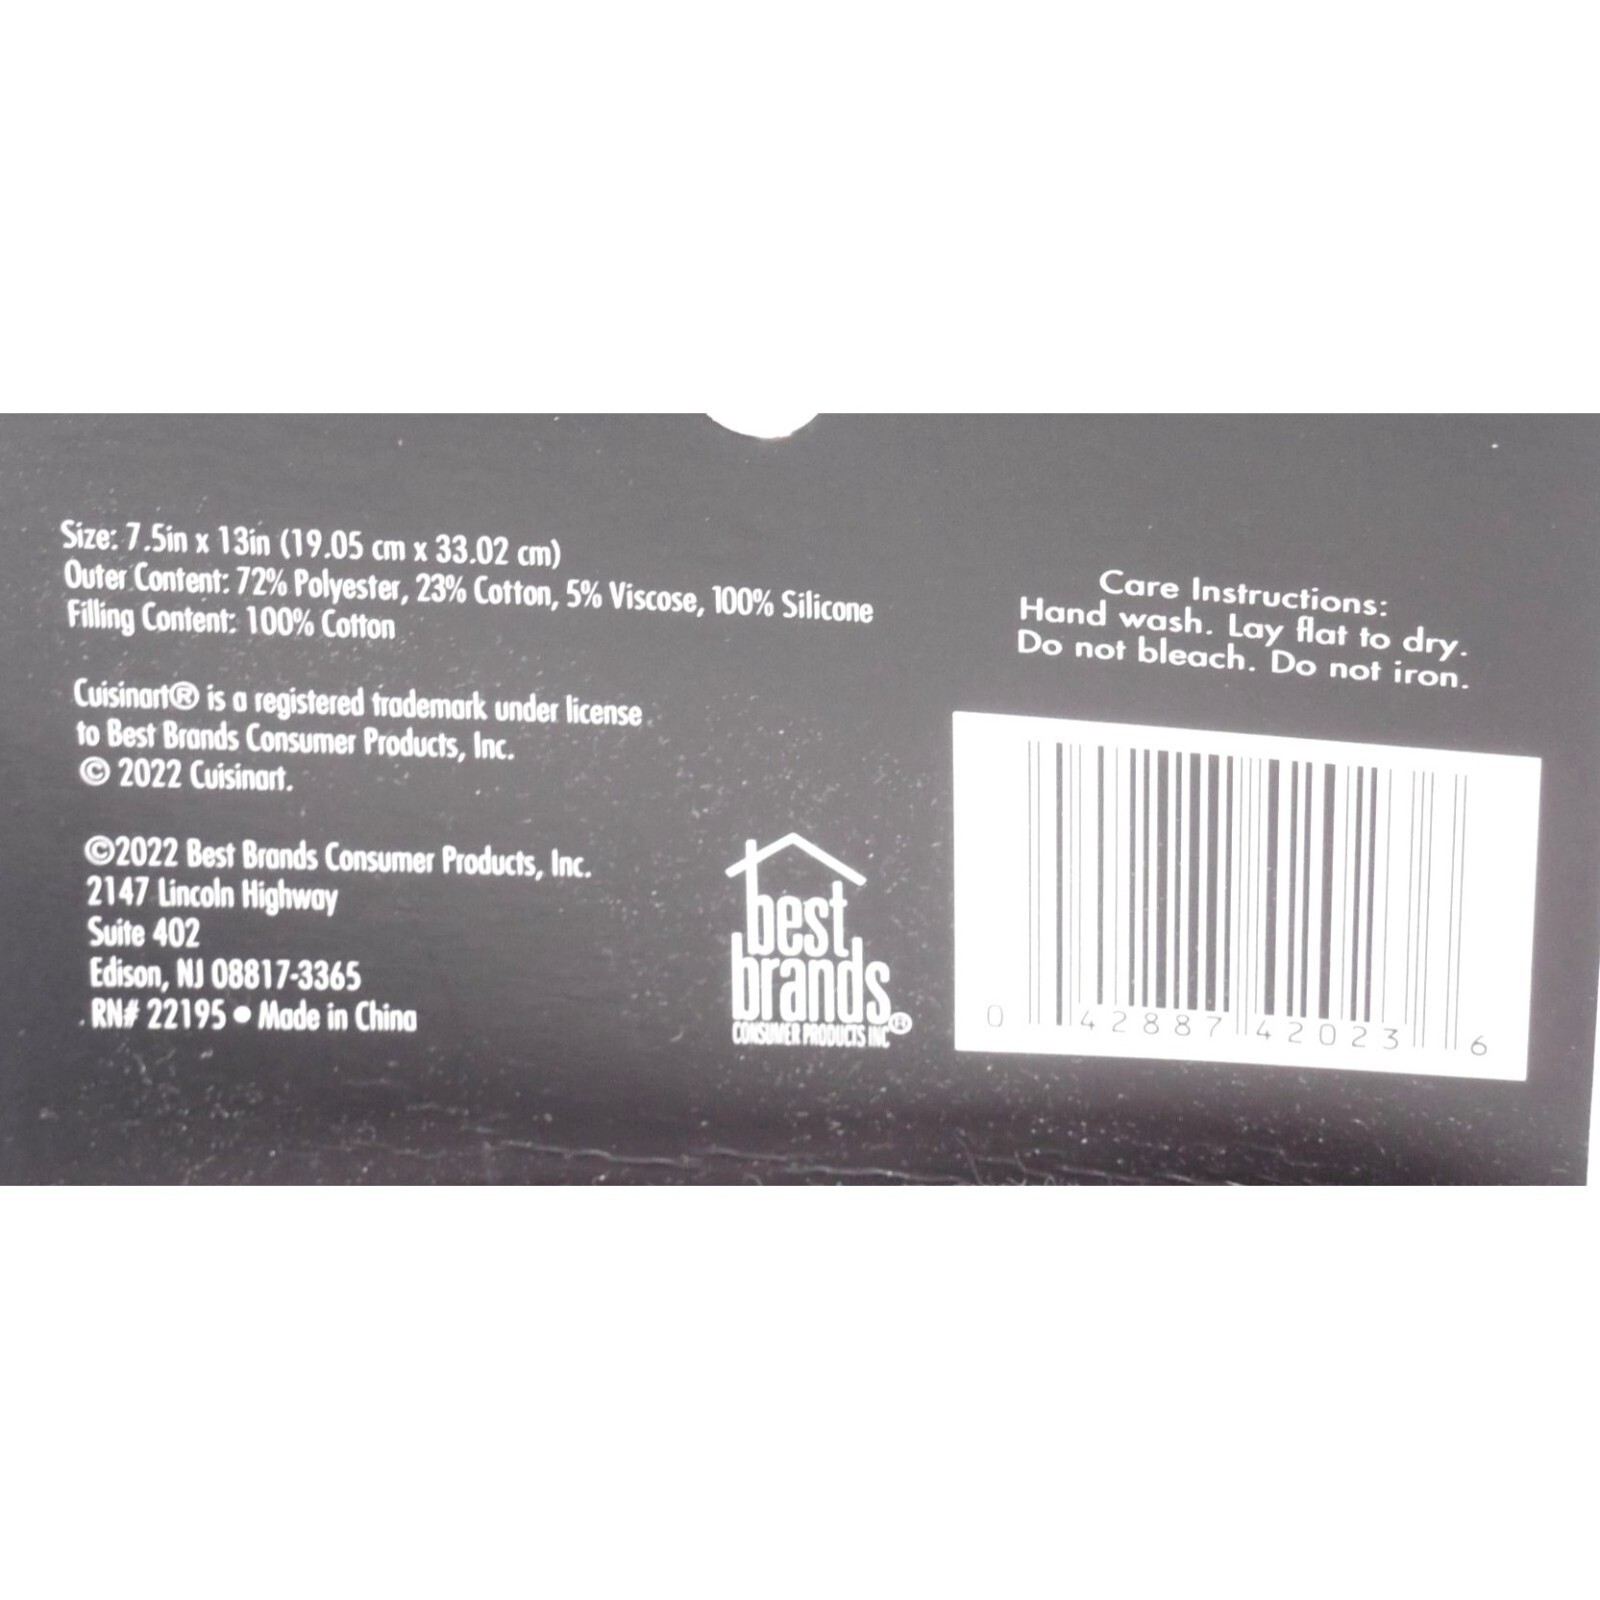 Size: 7.5in x 13in (19.05 cm x 33.02 cm)
Outer Content: 72% Polyester, 23% Cotton, 5% Viscose, 100% Silicone
Filling Content: 100% Cotton
Cuisinart® is a registered trademark under license
to Best Brands Consumer Products, Inc.
© 2022 Cuisinart.
©2022 Best Brands Consumer Products, Inc.
2147 Lincoln Highway
Suite 402
Edison, NJ 08817-3365
RN# 22195 • Made in China
best
brands®
CONSUMER PRODUCTS INC
Care Instructions:
Hand wash. Lay flat to dry.
Do not bleach. Do not iron.
0 42887 42023 6